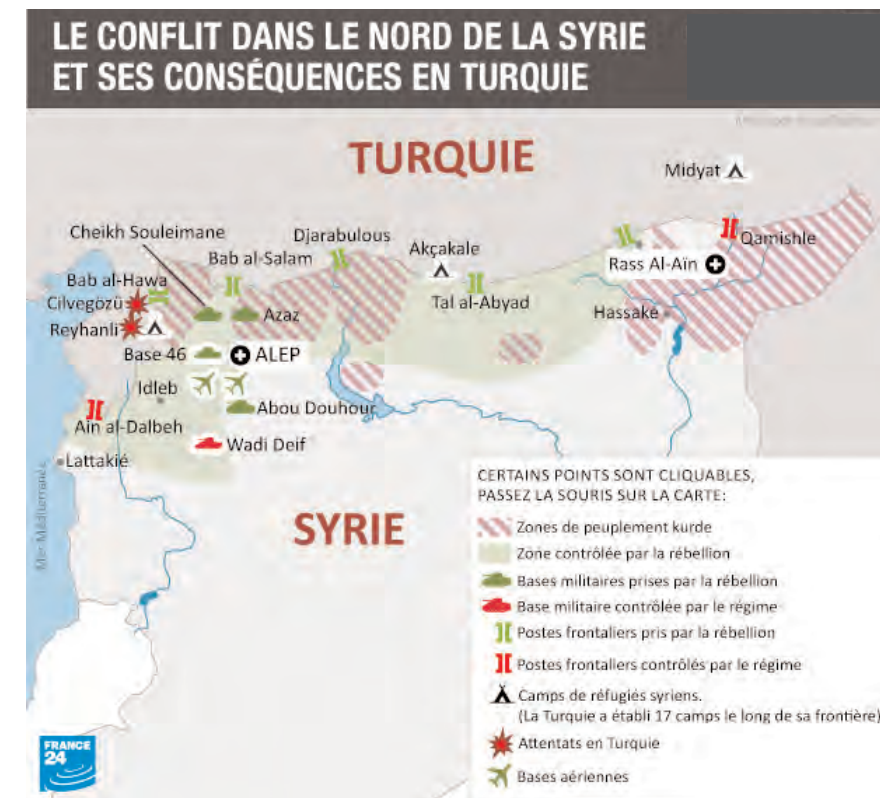 LE CONFLIT DANS LE NORD DE LA SYRIE
ET SES CONSÉQUENCES EN TURQUIE
TURQUIE
Midyat
Cheikh Souleimane
Djarabulous
Qamishle
Bab al-Salam
Akçakale
Rass Al-Aïn
Bab al-Hawa
Cilvegözü
Tal al-Abyad
Azaz
Hassaké
Reyhanli
Base 46
ALEP
Idleb
Abou Douhour
Ain al-Dalbeh
Wadi Deif
Lattakié
Mer Méditerranée
SYRIE
CERTAINS POINTS SONT CLIQUABLES,
PASSEZ LA SOURIS SUR LA CARTE:
Zones de peuplement kurde
Zone contrôlée par la rébellion
Bases militaires prises par la rébellion
Base militaire contrôlée par le régime
Postes frontaliers pris par la rébellion
Postes frontaliers contrôlés par le régime
Camps de réfugiés syriens.
(La Turquie a établi 17 camps le long de sa frontière)
Attentats en Turquie
Bases aériennes
FRANCE
24